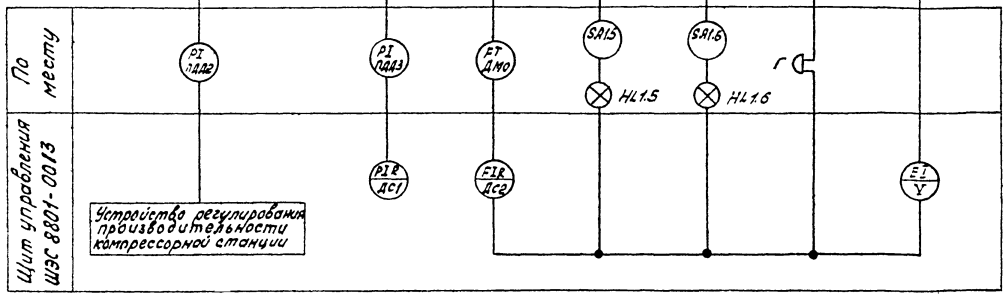 По
месту
PI
ПДД2
PI
ПДД3
FT
ДМО
SA1.5
HL1.5
SA1.6
HL1.6
Г
Щит управления
ШЭС 8801-0013
Устройство регулирования
производительности
компрессорной станции
PIR
ДС1
FIR
ДС2
EI
Y